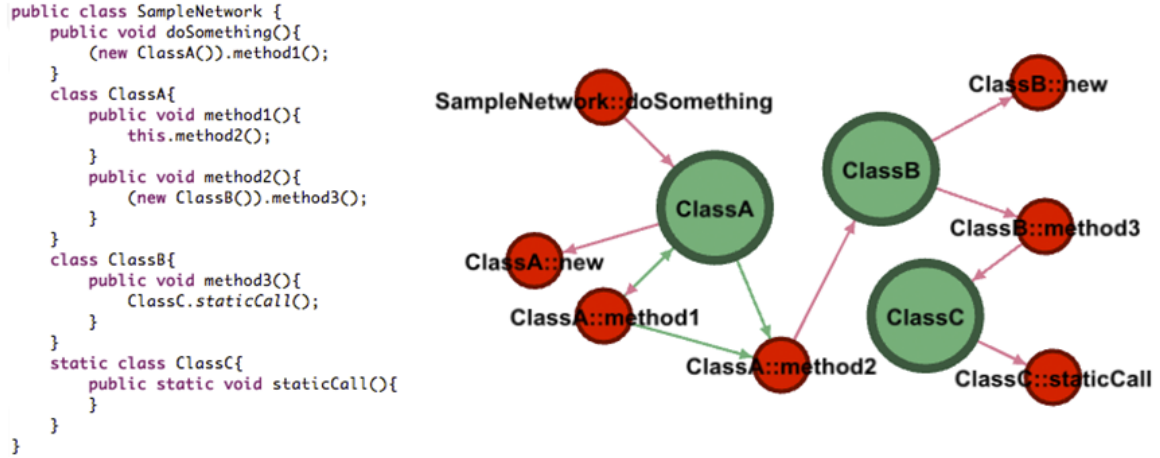 public class SampleNetwork {
    public void doSomething(){
        (new ClassA()).method1();
    }
    class ClassA{
        public void method1(){
            this.method2();
        }
        public void method2(){
            (new ClassB()).method3();
        }
    }
    class ClassB{
        public void method3(){
            ClassC.staticCall();
        }
    }
    static class ClassC{
        public static void staticCall(){
        }
    }
}
SampleNetwork::doSomething
ClassA
ClassA::new
ClassA::method1
ClassA::method2
ClassB::new
ClassB
ClassB::method3
ClassC
ClassC::staticCall